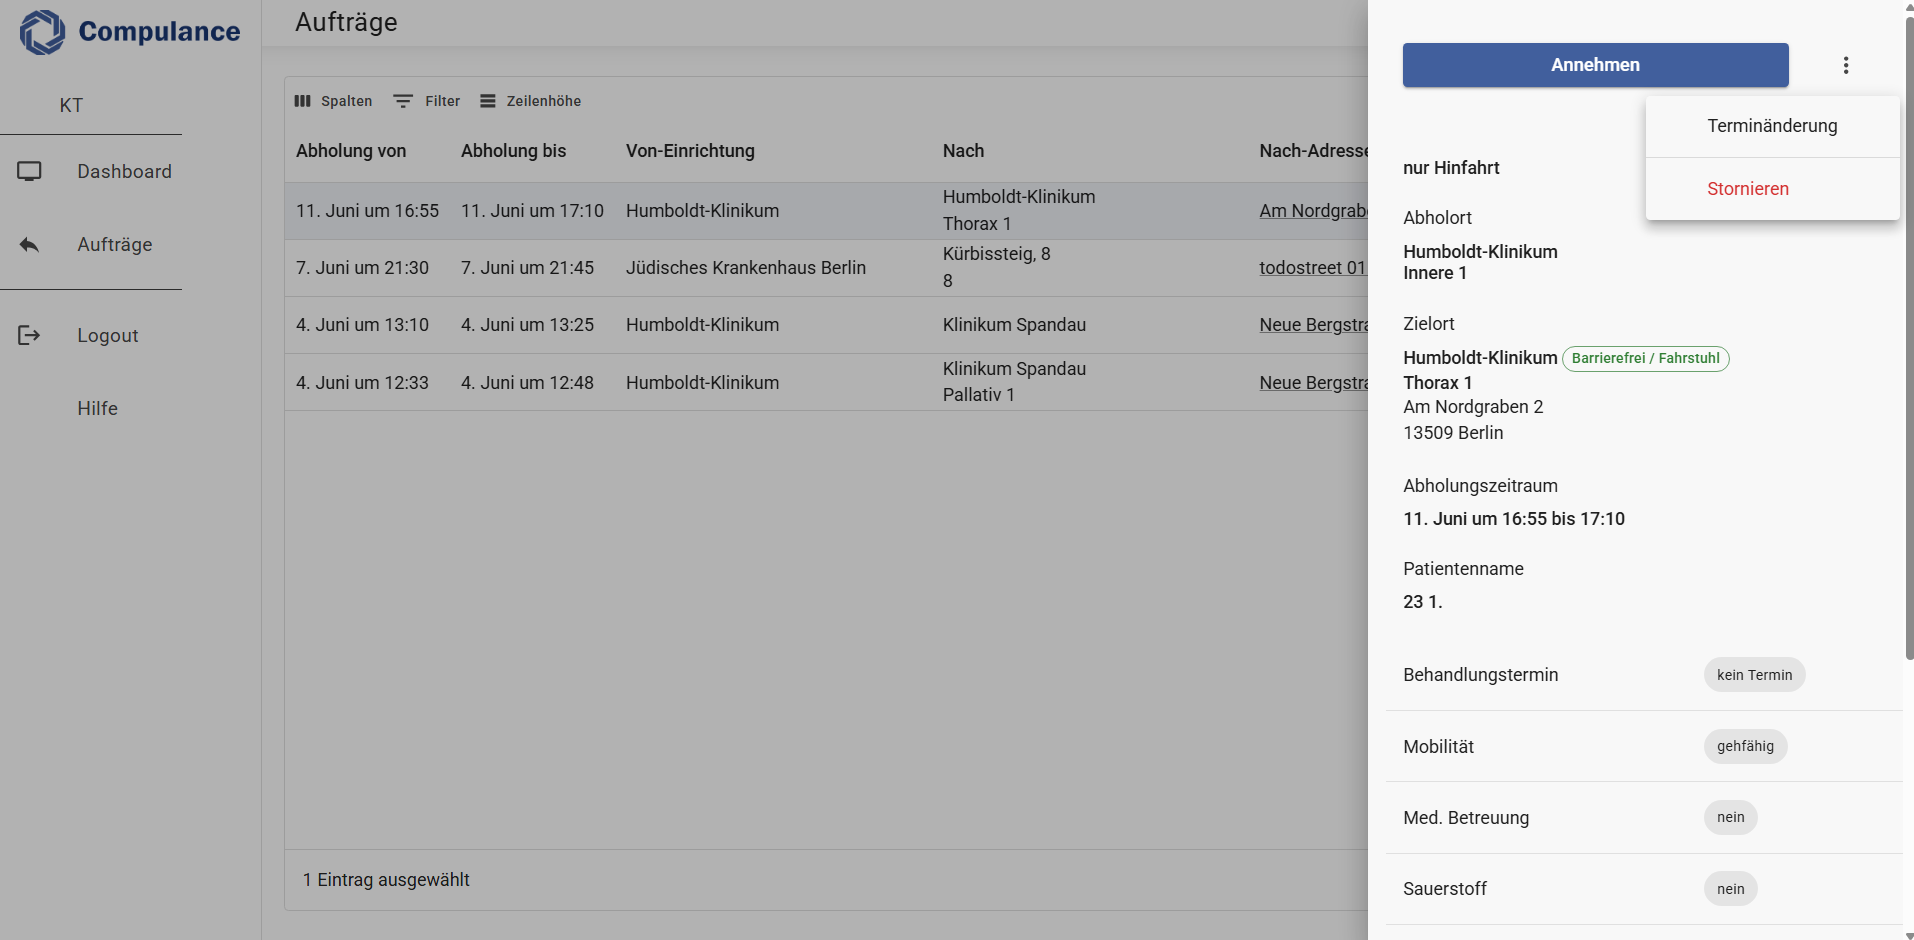 Compulance
KT
Dashboard
Aufträge
Logout
Hilfe
Aufträge
Spalten Filter Zeilenhöhe
Abholung von Abholung bis Von-Einrichtung Nach Nach-Adresse
11. Juni um 16:55 11. Juni um 17:10 Humboldt-Klinikum Humboldt-Klinikum Am Nordgrabe
Thorax 1
7. Juni um 21:30 7. Juni um 21:45 Jüdisches Krankenhaus Berlin Kürbissteig, 8 todostreet 01
8
4. Juni um 13:10 4. Juni um 13:25 Humboldt-Klinikum Klinikum Spandau Neue Bergstra
4. Juni um 12:33 4. Juni um 12:48 Humboldt-Klinikum Klinikum Spandau Neue Bergstra
Pallativ 1
1 Eintrag ausgewählt
Annehmen
Terminänderung
Stornieren
nur Hinfahrt
Abholort
Humboldt-Klinikum
Innere 1
Zielort
Humboldt-Klinikum Barrierefrei / Fahrstuhl
Thorax 1
Am Nordgraben 2
13509 Berlin
Abholungszeitraum
11. Juni um 16:55 bis 17:10
Patientenname
23 1.
Behandlungstermin kein Termin
Mobilität gehfähig
Med. Betreuung nein
Sauerstoff nein